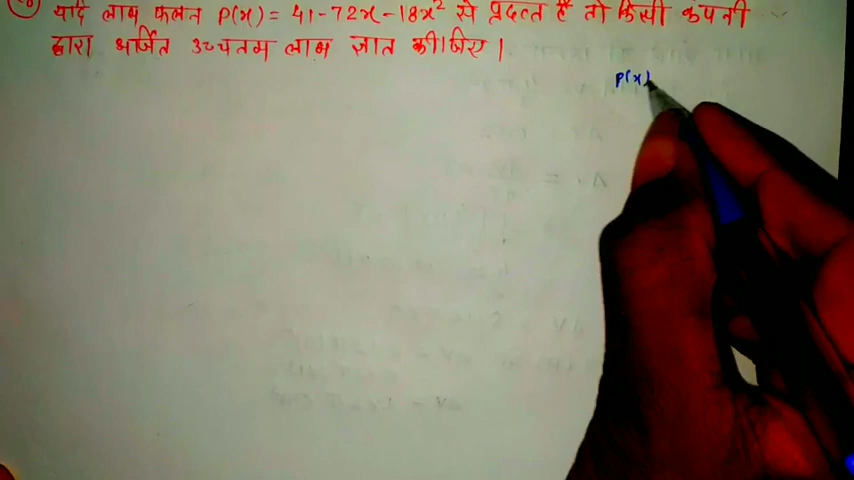 यदि लाभ फलन P(x) = 41-72x-18x² से प्रदत्त है तो किसी कंपनी
द्वारा अर्जित उच्चतम लाभ ज्ञात कीजिए।
P(x)